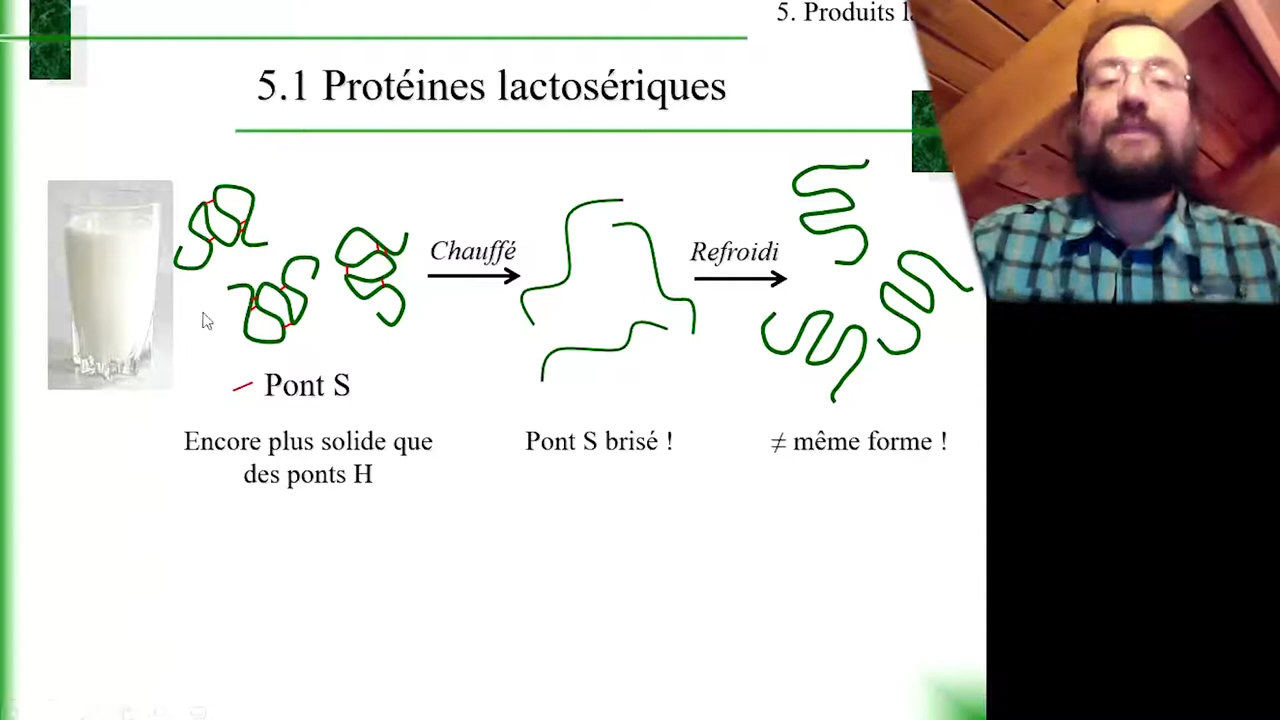 5. Produits
5.1 Protéines lactosériques
Chauffé
Refroidi
Pont S
Encore plus solide que
des ponts H
Pont S brisé !
≠ même forme !